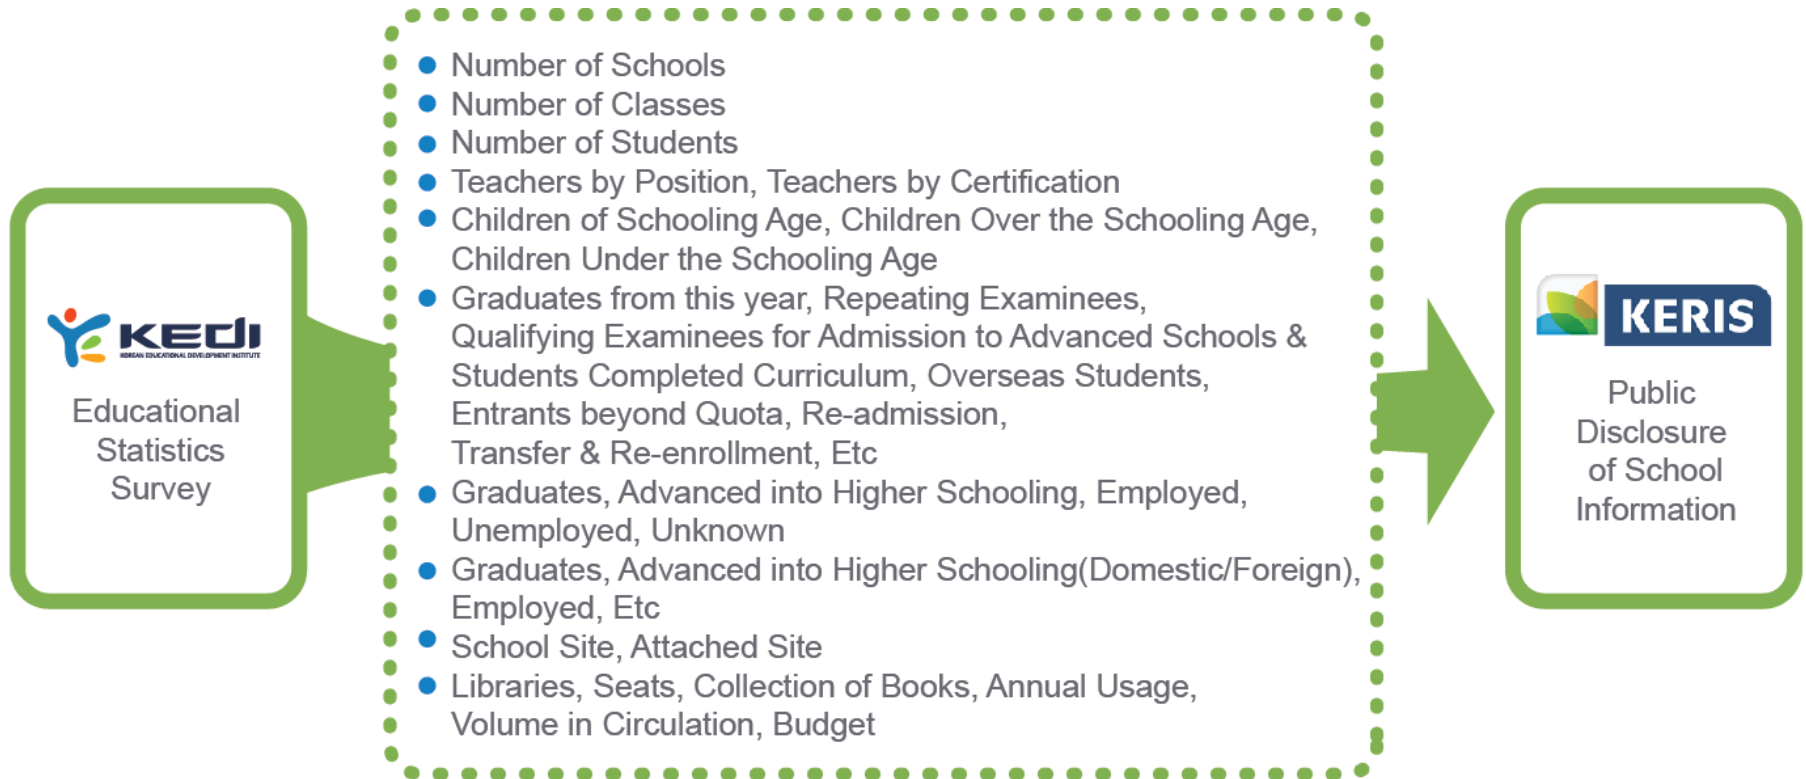 KEDI
KOREAN EDUCATIONAL DEVELOPMENT INSTITUTE
Educational
Statistics
Survey
Number of Schools
Number of Classes
Number of Students
Teachers by Position, Teachers by Certification
Children of Schooling Age, Children Over the Schooling Age,
Children Under the Schooling Age
Graduates from this year, Repeating Examinees,
Qualifying Examinees for Admission to Advanced Schools &
Students Completed Curriculum, Overseas Students,
Entrants beyond Quota, Re-admission,
Transfer & Re-enrollment, Etc
Graduates, Advanced into Higher Schooling, Employed,
Unemployed, Unknown
Graduates, Advanced into Higher Schooling(Domestic/Foreign),
Employed, Etc
School Site, Attached Site
Libraries, Seats, Collection of Books, Annual Usage,
Volume in Circulation, Budget
KERIS
Public
Disclosure
of School
Information